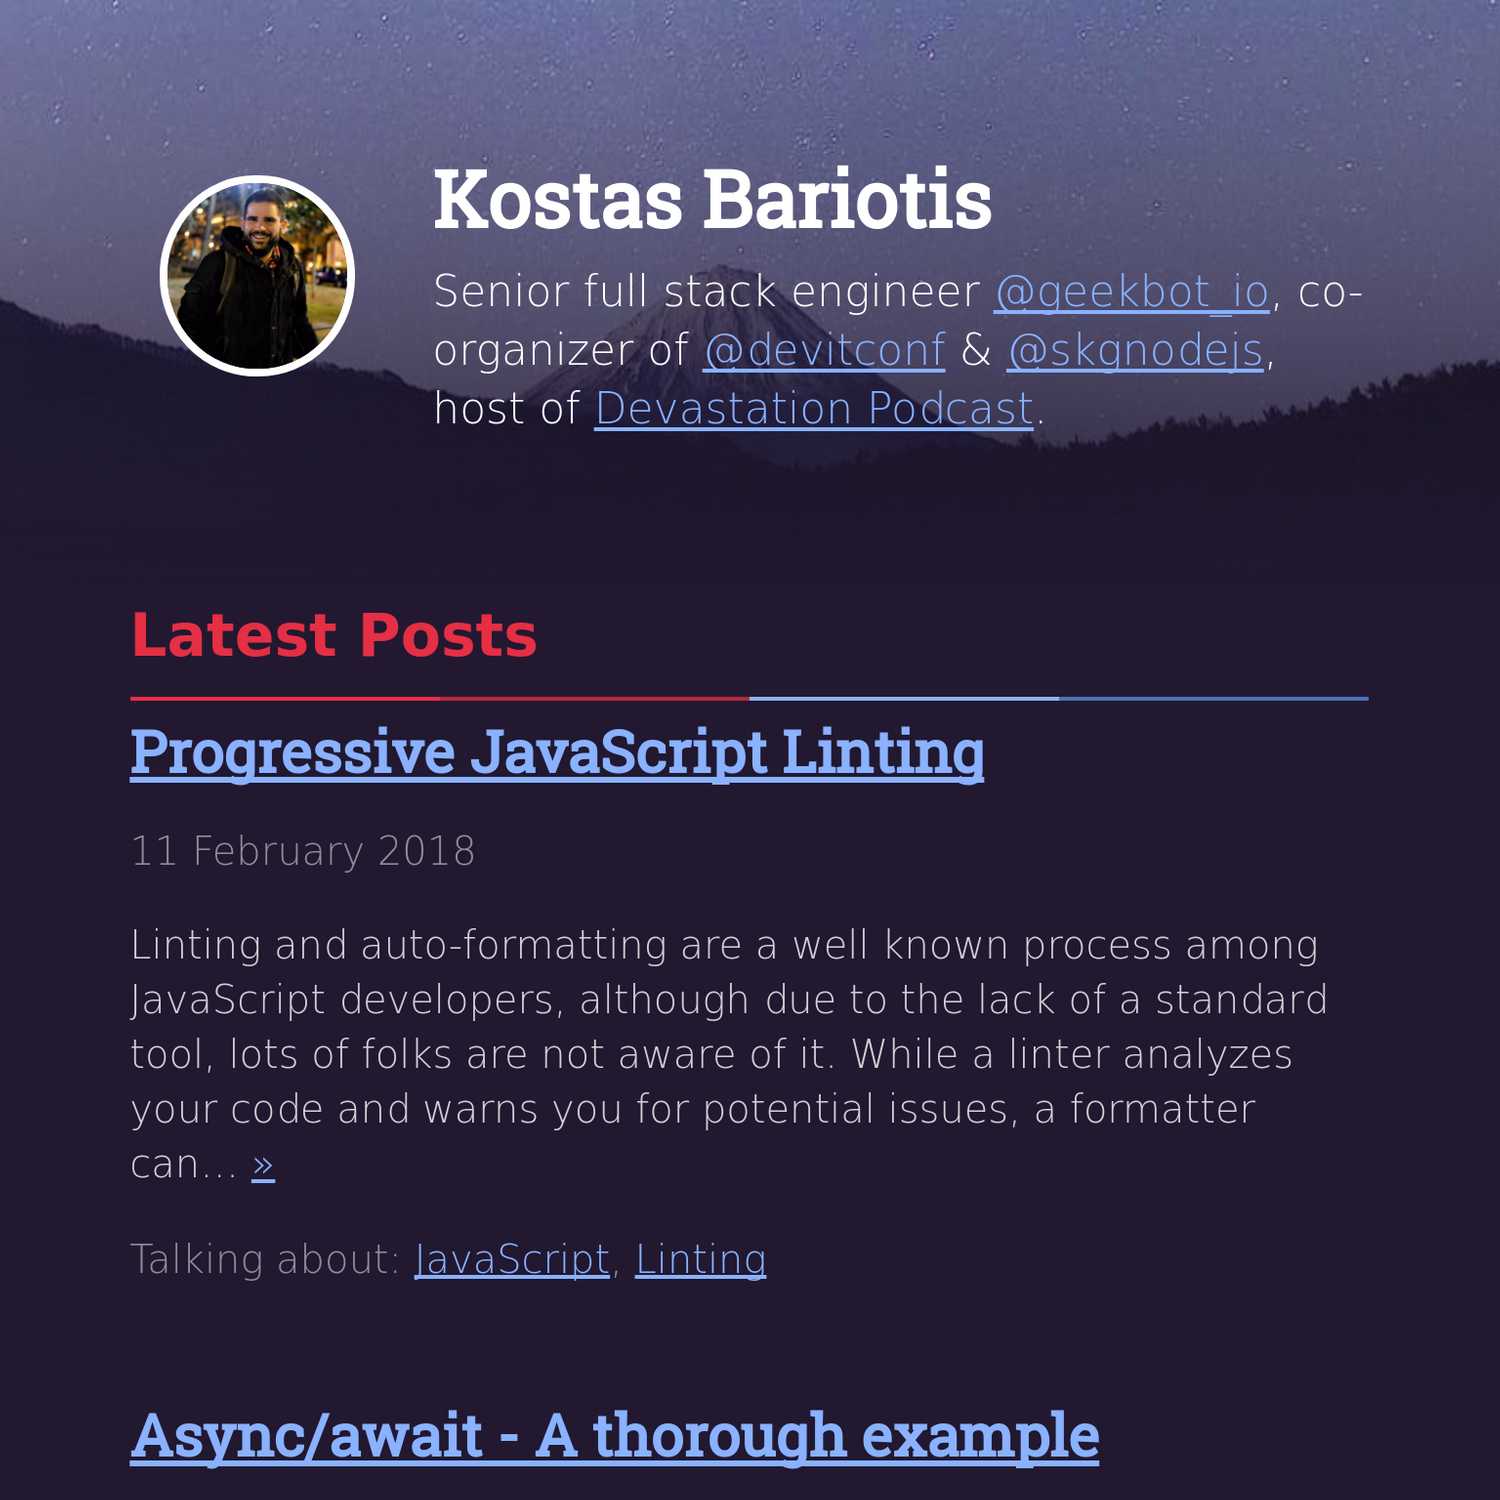 Kostas Bariotis
Senior full stack engineer @geekbot_io, co-
organizer of @devitconf & @skgnodejs,
host of Devastation Podcast.
Latest Posts
Progressive JavaScript Linting
11 February 2018
Linting and auto-formatting are a well known process among
JavaScript developers, although due to the lack of a standard
tool, lots of folks are not aware of it. While a linter analyzes
your code and warns you for potential issues, a formatter
can... »
Talking about: JavaScript, Linting
Async/await - A thorough example